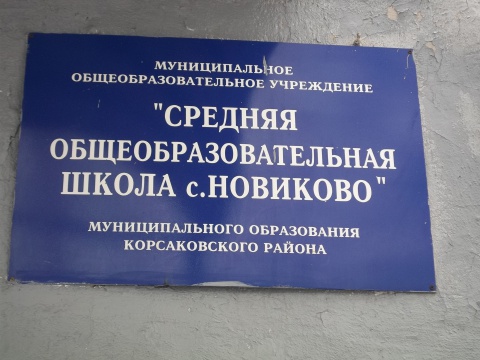 МУНИЦИПАЛЬНОЕ
ОБЩЕОБРАЗОВАТЕЛЬНОЕ УЧРЕЖДЕНИЕ
"СРЕДНЯЯ
ОБЩЕОБРАЗОВАТЕЛЬНАЯ
ШКОЛА с.НОВИКОВО"
МУНИЦИПАЛЬНОГО ОБРАЗОВАНИЯ
КОРСАКОВСКОГО РАЙОНА